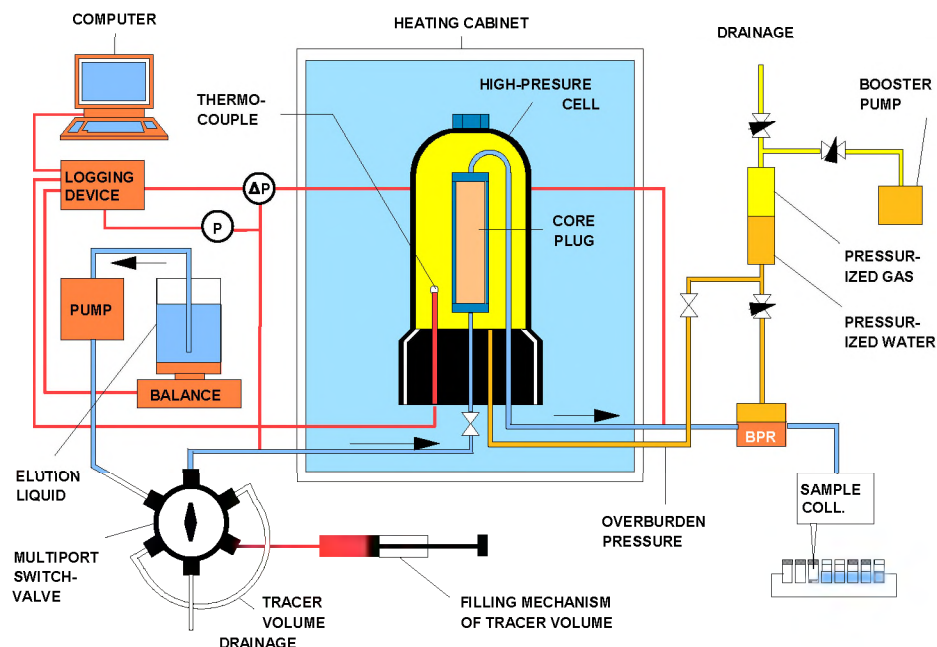 COMPUTER
HEATING CABINET
DRAINAGE
THERMO-
COUPLE
HIGH-PRESURE
CELL
BOOSTER
PUMP
LOGGING
DEVICE
ΔP
P
CORE
PLUG
PRESSUR-
IZED GAS
PUMP
PRESSUR-
IZED WATER
BALANCE
BPR
ELUTION
LIQUID
SAMPLE
COLL.
OVERBURDEN
PRESSURE
MULTIPORT
SWITCH-
VALVE
TRACER
VOLUME
DRAINAGE
FILLING MECHANISM
OF TRACER VOLUME